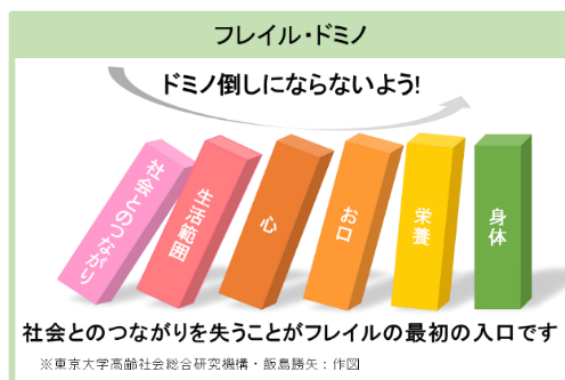 フレイル・ドミノ
ドミノ倒しにならないよう!
社会とのつながり
生活範囲
心
お口
栄養
身体
社会とのつながりを失うことがフレイルの最初の入口です
※東京大学高齢社会総合研究機構・飯島勝矢:作図